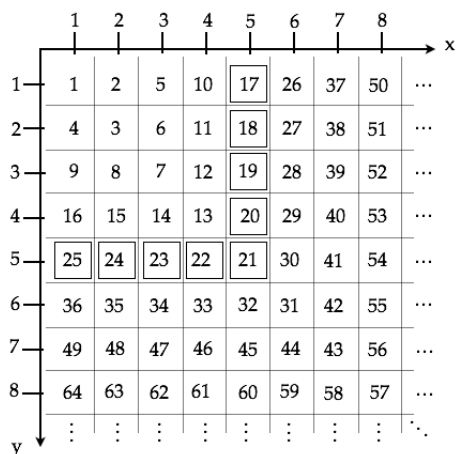 1 2 3 4 5 6 7 8
x
1 1 2 5 10 17 26 37 50 ...
2 4 3 6 11 18 27 38 51 ...
3 9 8 7 12 19 28 39 52 ...
4 16 15 14 13 20 29 40 53 ...
5 25 24 23 22 21 30 41 54 ...
6 36 35 34 33 32 31 42 55 ...
7 49 48 47 46 45 44 43 56 ...
8 64 63 62 61 60 59 58 57 ...
y ⋮ ⋮ ⋮ ⋮ ⋮ ⋮ ⋮ ⋮ ⋱